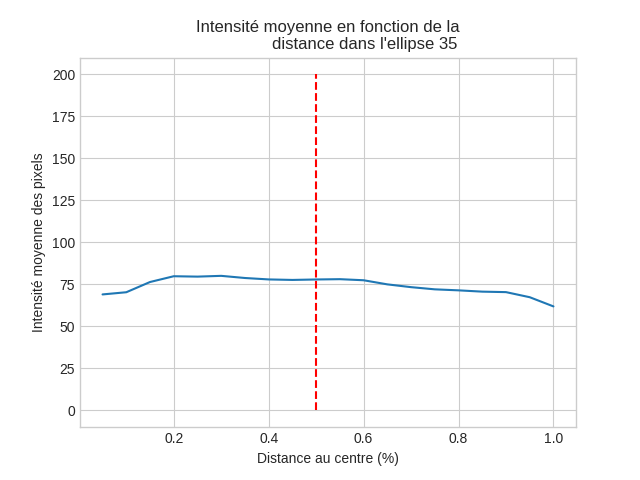 Intensité moyenne en fonction de la
distance dans l'ellipse 35
Intensité moyenne des pixels
200
175
150
125
100
75
50
25
0
0.2 0.4 0.6 0.8 1.0
Distance au centre (%)